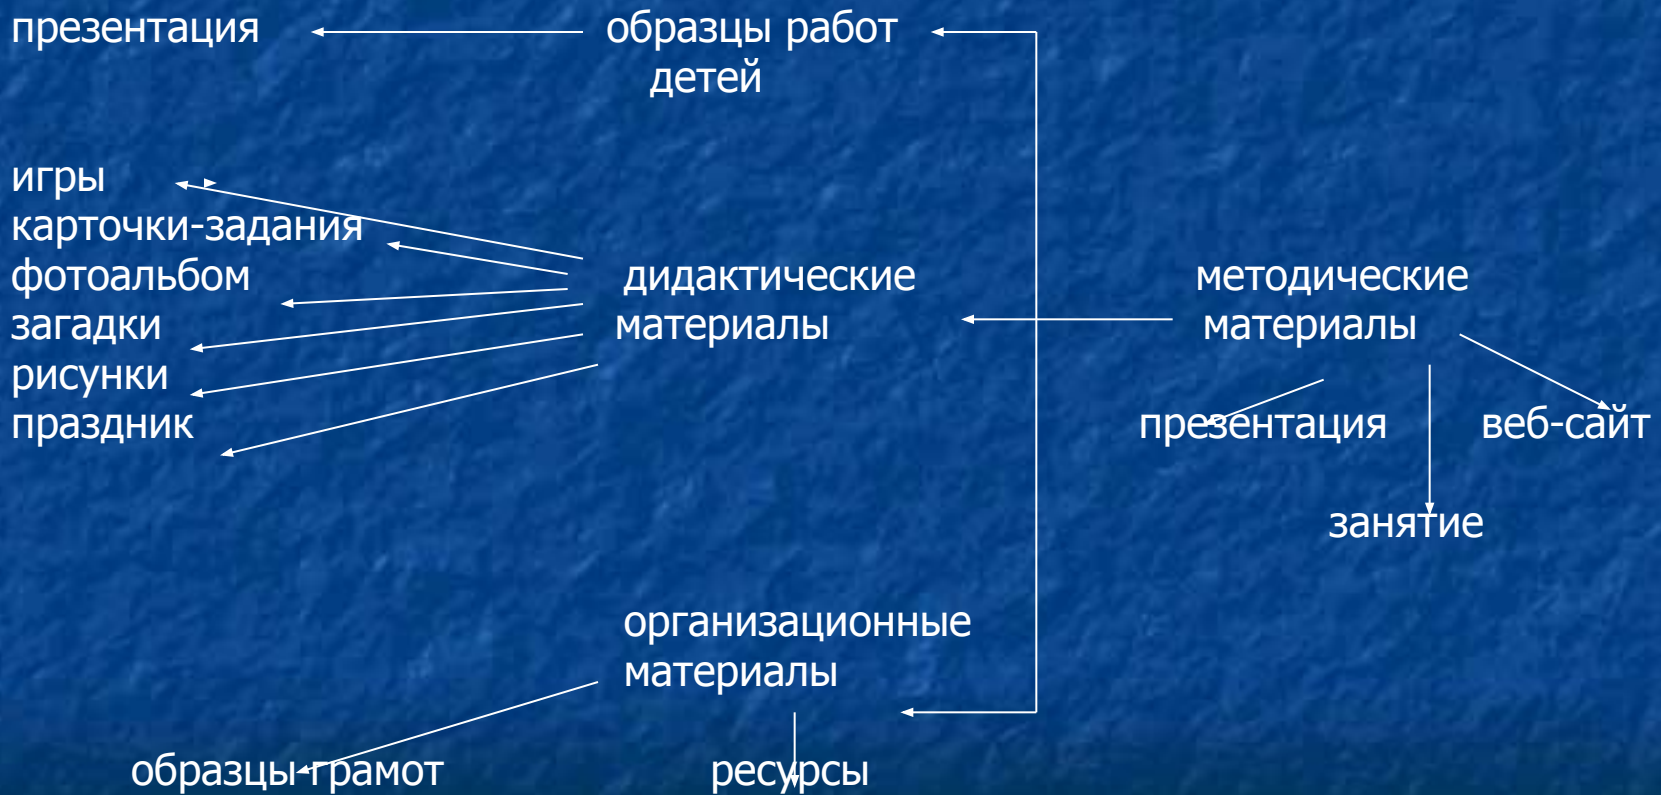 презентация образцы работ
детей
игры
карточки-задания
фотоальбом дидактические методические
загадки материалы материалы
рисунки
праздник презентация веб-сайт
занятие
организационные
материалы
образцы грамот ресурсы